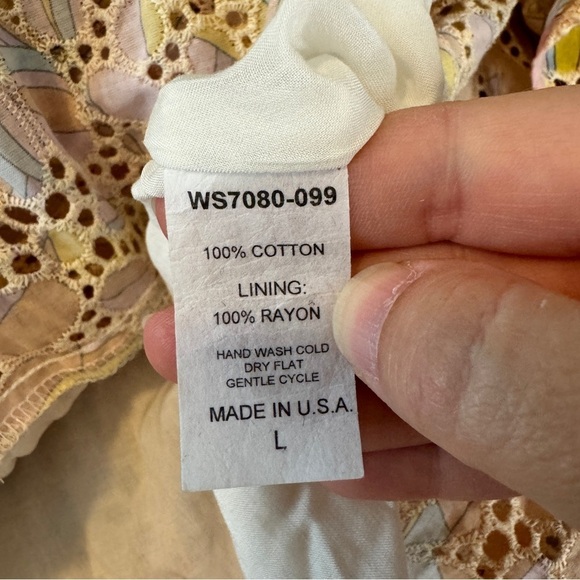 WS7080-099
100% COTTON
LINING:
100% RAYON
HAND WASH COLD
DRY FLAT
GENTLE CYCLE
MADE IN U.S.A.
L